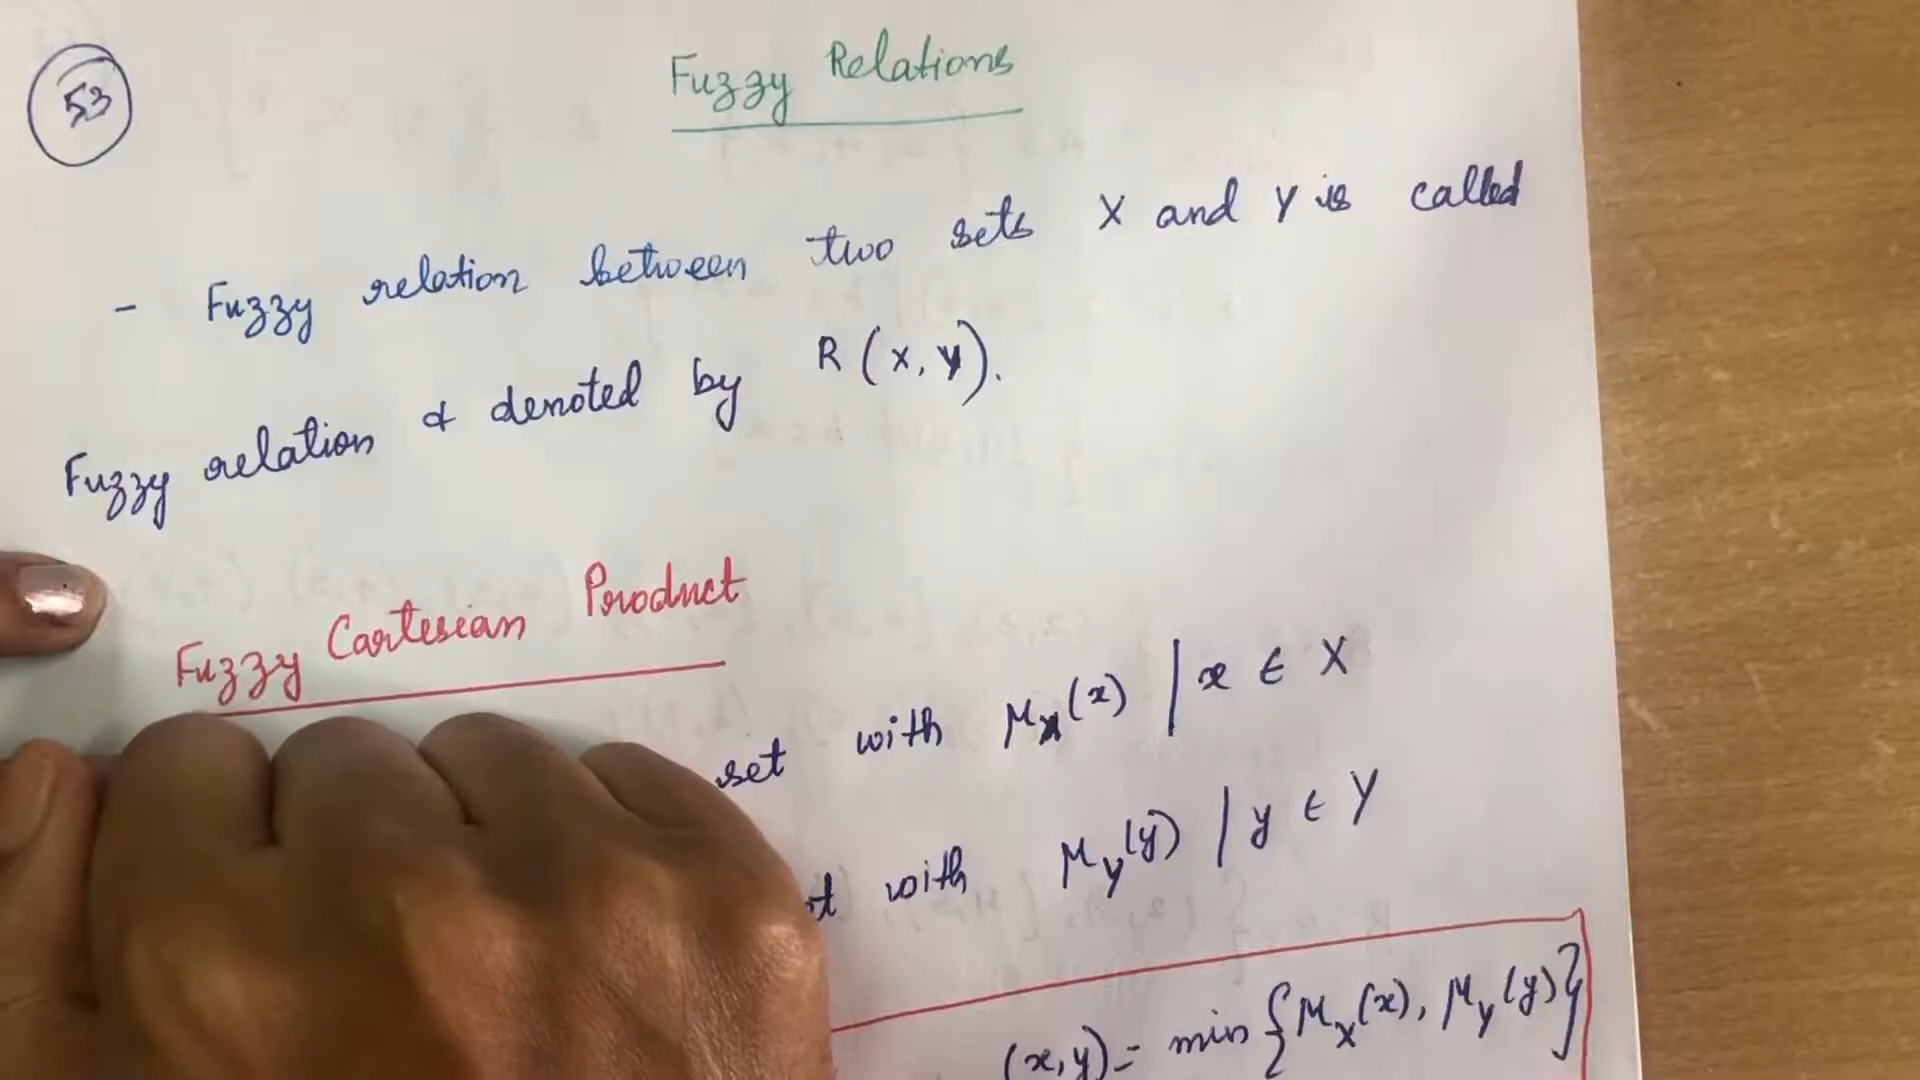 53
Fuzzy Relations
- Fuzzy relation between two sets X and Y is called
Fuzzy relation & denoted by R(x, y).
Fuzzy Cartesian Product
set with μx(x) | x ∈ X
with μy(y) | y ∈ Y
(x,y) = min {μx(x), μy(y)}